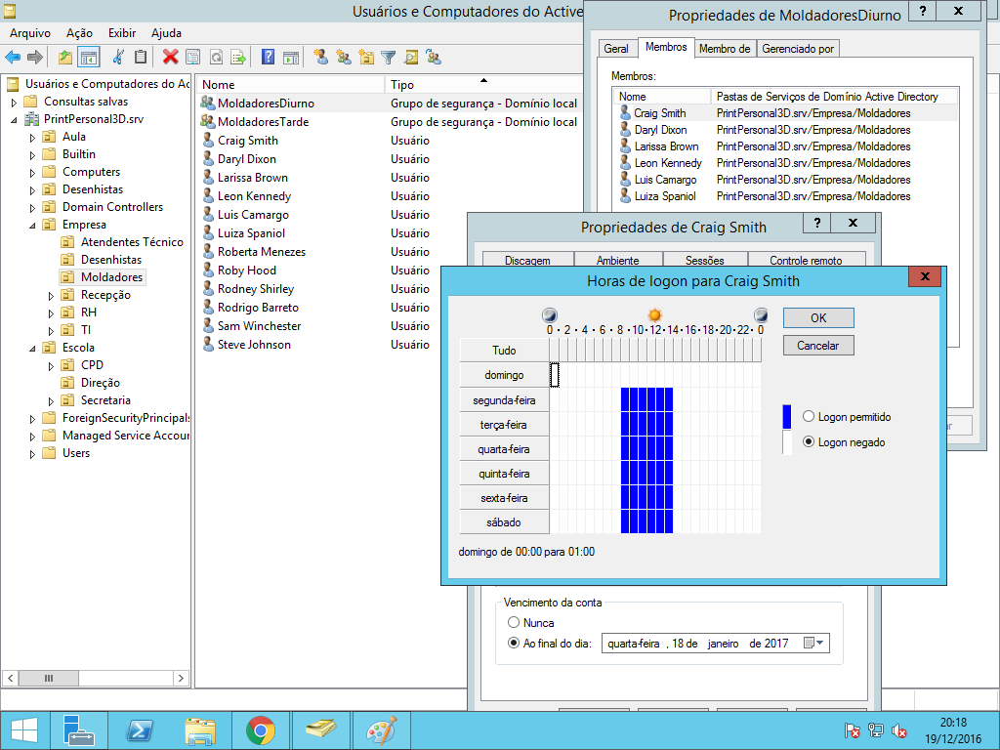 Usuários e Computadores do Active
Arquivo Ação Exibir Ajuda
Usuários e Computadores do Ac
Consultas salvas
PrintPersonal3D.srv
Aula
Builtin
Computers
Desenhistas
Domain Controllers
Empresa
Atendentes Técnico
Desenhistas
Moldadores
Recepção
RH
TI
Escola
CPD
Direção
Secretaria
ForeignSecurityPrincipals
Managed Service Accour
Users
Nome Tipo
MoldadoresDiurno Grupo de segurança - Domínio local
MoldadoresTarde Grupo de segurança - Domínio local
Craig Smith Usuário
Daryl Dixon Usuário
Larissa Brown Usuário
Leon Kennedy Usuário
Luis Camargo Usuário
Luiza Spaniol Usuário
Roberta Menezes Usuário
Roby Hood Usuário
Rodney Shirley Usuário
Rodrigo Barreto Usuário
Sam Winchester Usuário
Steve Johnson Usuário
Propriedades de MoldadoresDiurno ? X
Geral Membros Membro de Gerenciado por
Membros:
Nome Pastas de Serviços de Domínio Active Directory
Craig Smith PrintPersonal3D.srv/Empresa/Moldadores
Daryl Dixon PrintPersonal3D.srv/Empresa/Moldadores
Larissa Brown PrintPersonal3D.srv/Empresa/Moldadores
Leon Kennedy PrintPersonal3D.srv/Empresa/Moldadores
Luis Camargo PrintPersonal3D.srv/Empresa/Moldadores
Luiza Spaniol PrintPersonal3D.srv/Empresa/Moldadores
Propriedades de Craig Smith ? X
Discagem Ambiente Sessões Controle remoto
Horas de logon para Craig Smith X
0 · 2 · 4 · 6 · 8 · 10 · 12 · 14 · 16 · 18 · 20 · 22 · 0
Tudo
domingo
segunda-feira
terça-feira
quarta-feira
quinta-feira
sexta-feira
sábado
domingo de 00:00 para 01:00
OK
Cancelar
Logon permitido
Logon negado
ar
Vencimento da conta
Nunca
Ao final do dia: quarta-feira , 18 de janeiro de 2017
20:18
19/12/2016